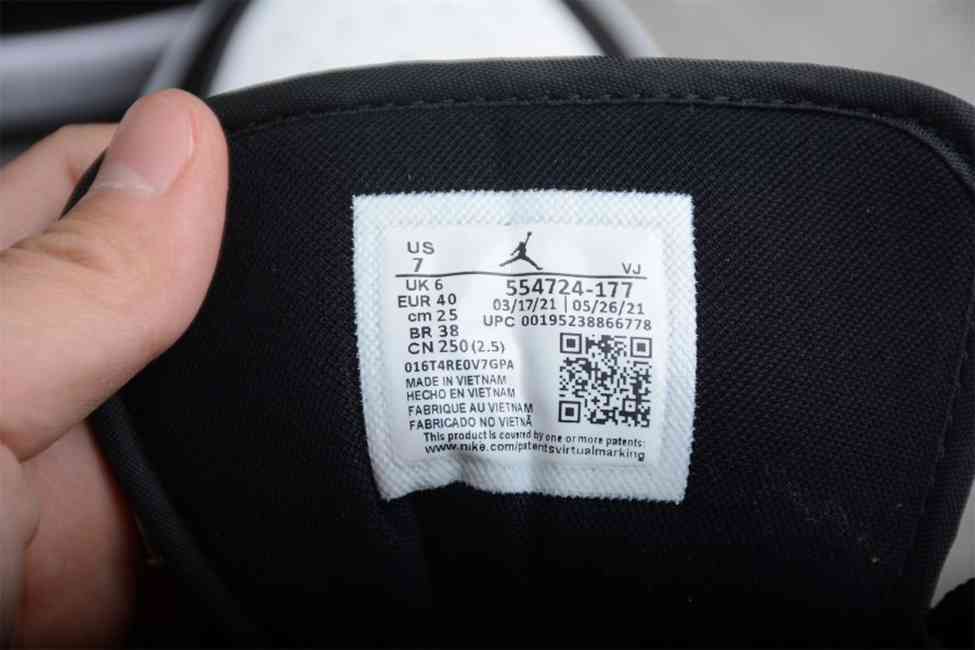 US
7
VJ
UK 6
EUR 40
cm 25
BR 38
CN 250 (2.5)
554724-177
03/17/21 | 05/26/21
UPC 00195238866778
016T4RE0V7GPA
MADE IN VIETNAM
HECHO EN VIETNAM
FABRIQUE AU VIETNAM
FABRICADO NO VIETNÃ
This product is covered by one or more patents:
www.nike.com/patentsvirtualmarking